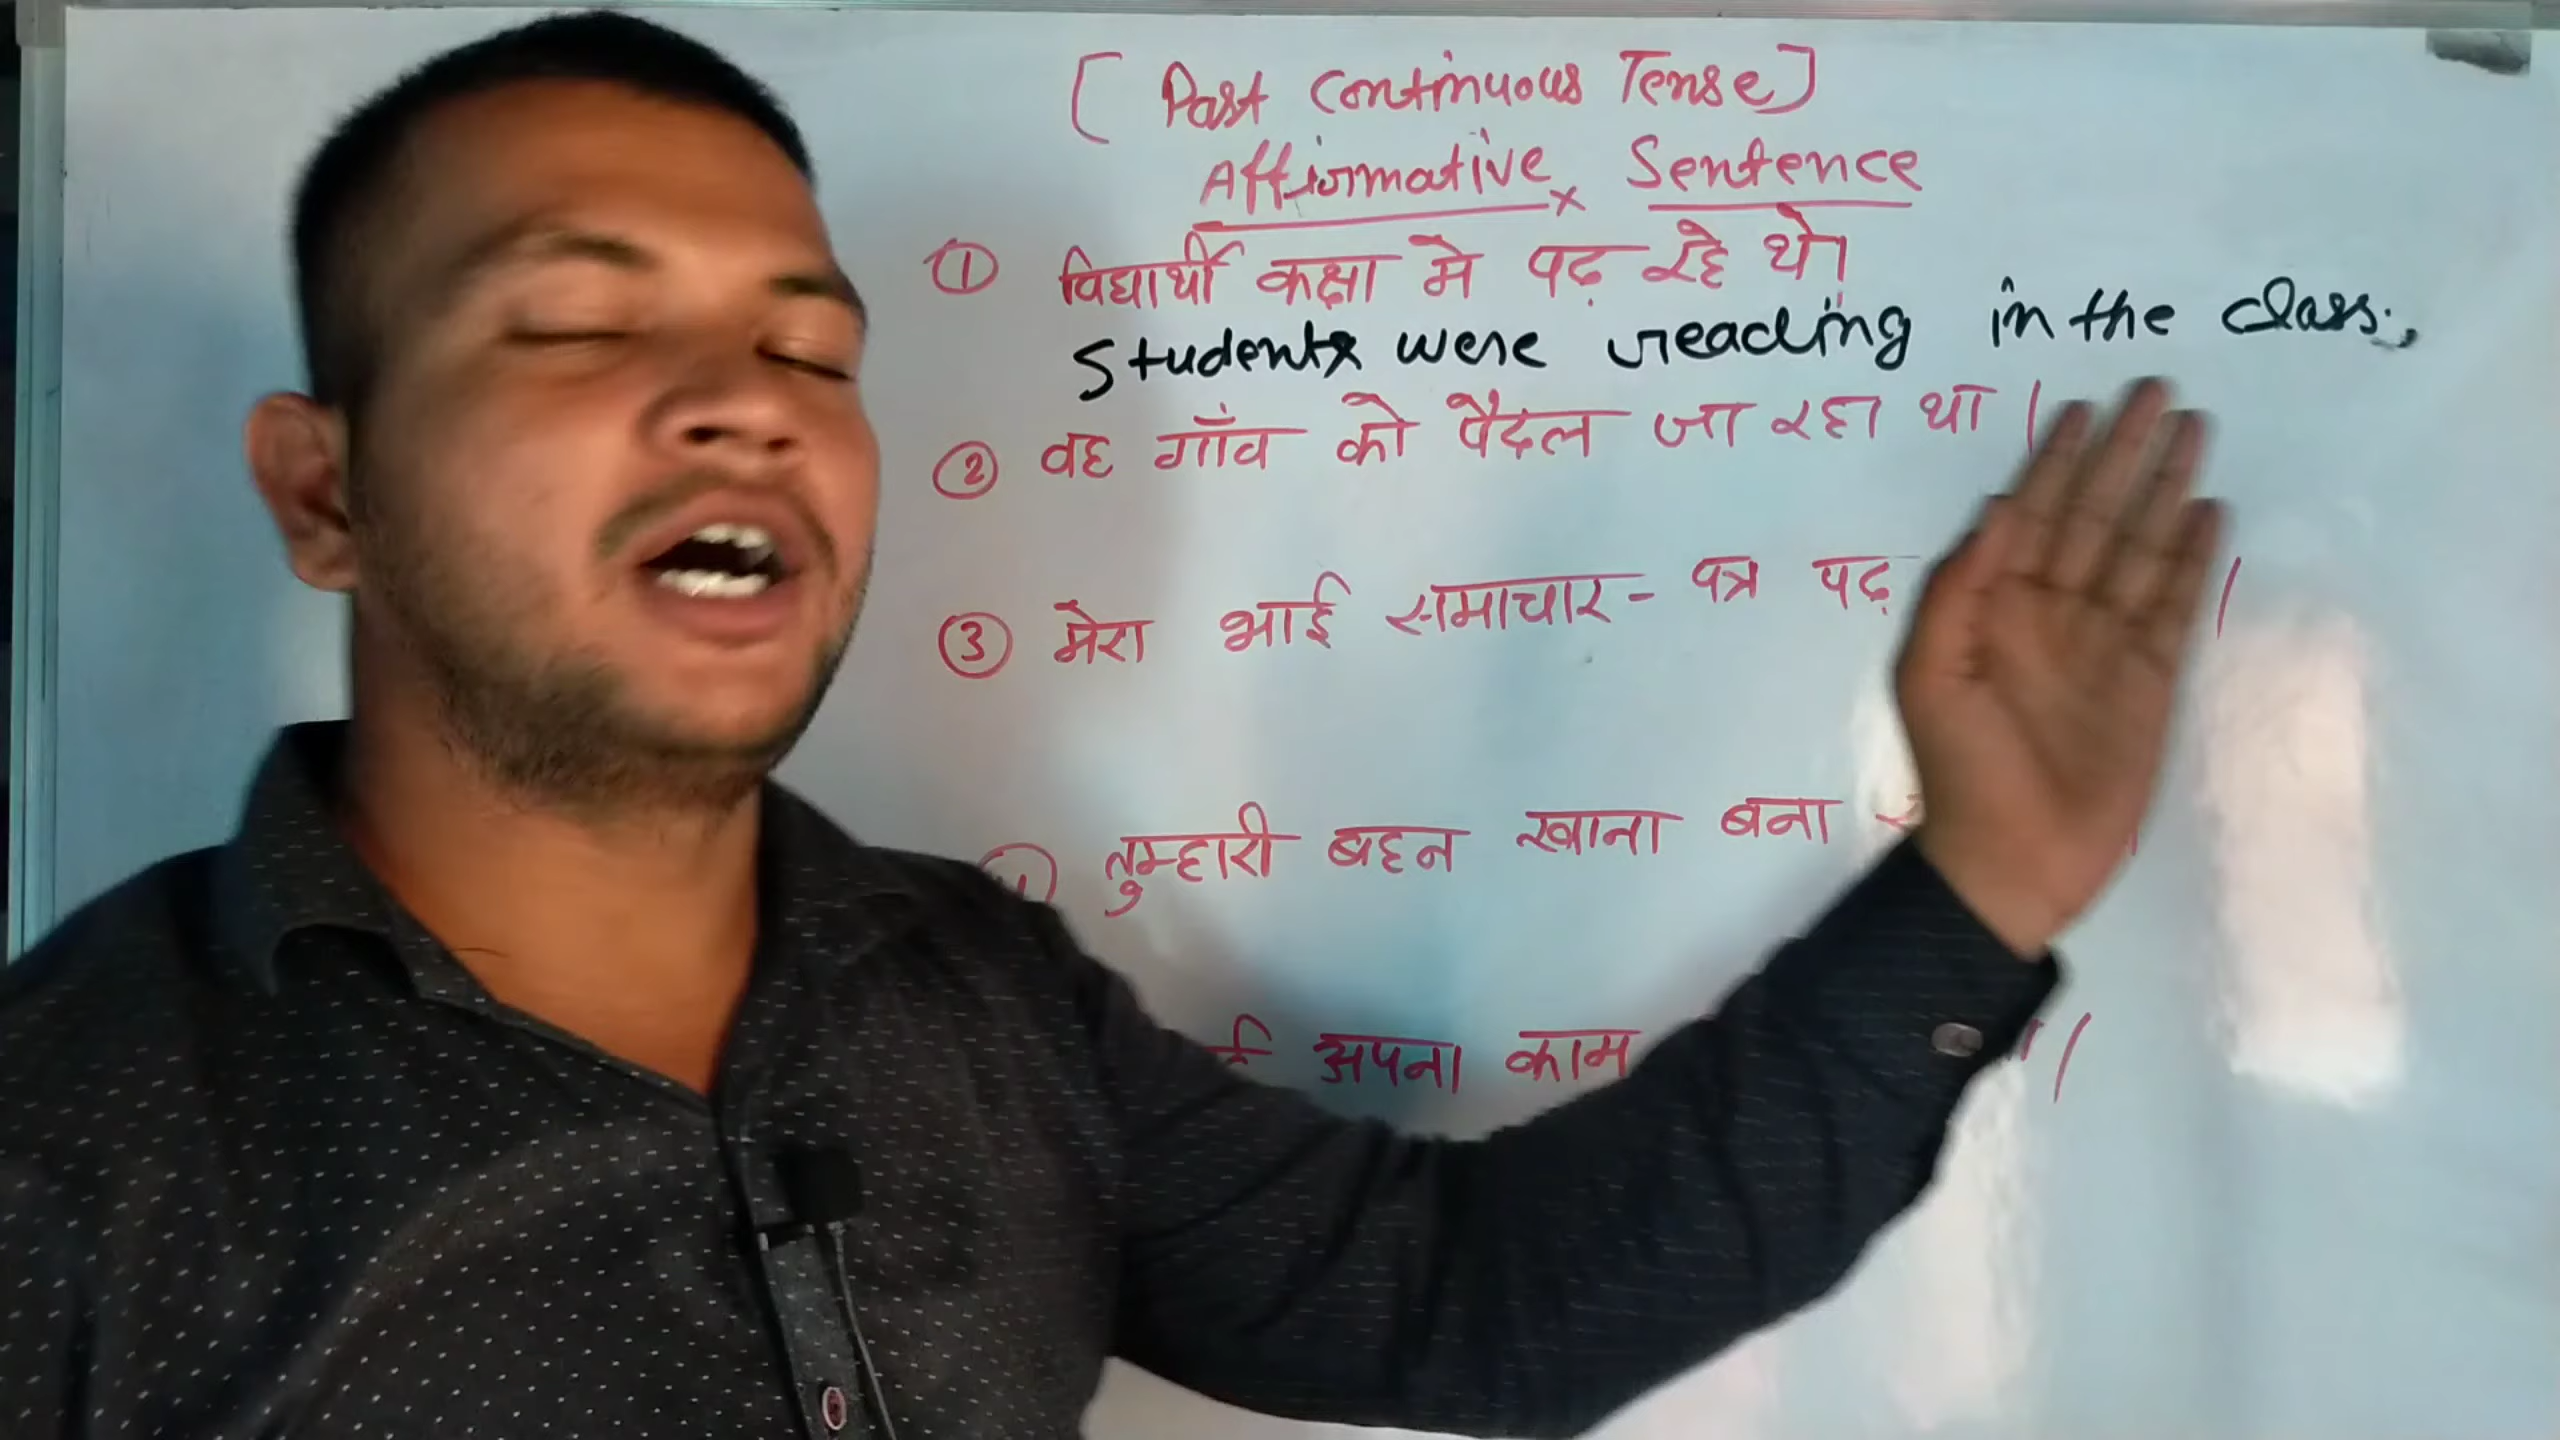 [ Past Continuous Tense ]
Affirmative x Sentence
① विद्यार्थी कक्षा मे पढ़ रहे थे।
Students were reading in the class.
② वह गाँव को पैदल जा रहा था।
③ मेरा भाई समाचार-पत्र पढ़
तुम्हारी बहन खाना बना
अपना काम